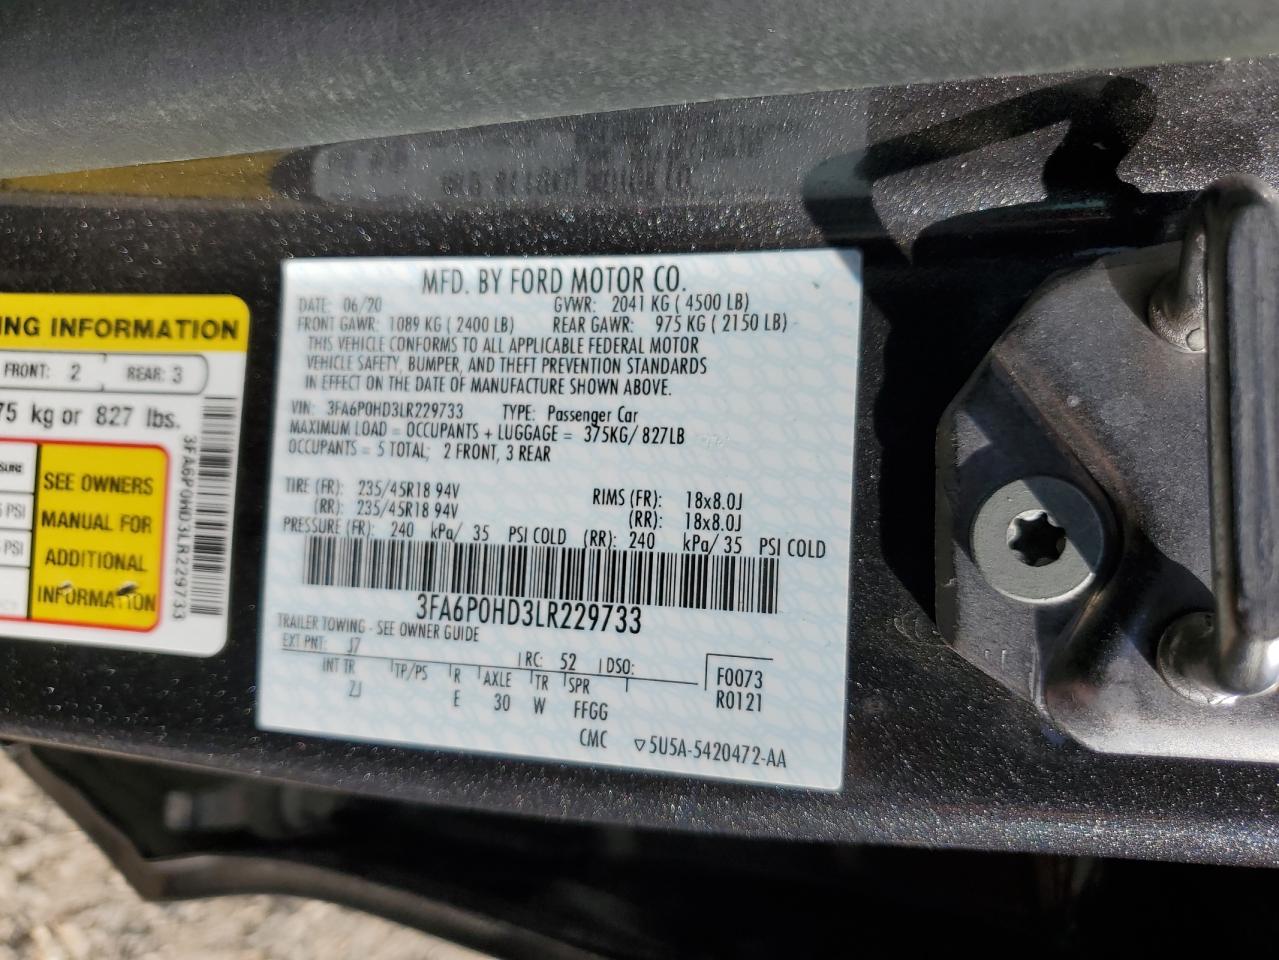 MFD. BY FORD MOTOR CO.
DATE: 06/20 GVWR: 2041 KG ( 4500 LB)
FRONT GAWR: 1089 KG ( 2400 LB) REAR GAWR: 975 KG ( 2150 LB)
THIS VEHICLE CONFORMS TO ALL APPLICABLE FEDERAL MOTOR
VEHICLE SAFETY, BUMPER, AND THEFT PREVENTION STANDARDS
IN EFFECT ON THE DATE OF MANUFACTURE SHOWN ABOVE.
VIN: 3FA6P0HD3LR229733 TYPE: Passenger Car
MAXIMUM LOAD = OCCUPANTS + LUGGAGE = 375KG/ 827LB
OCCUPANTS = 5 TOTAL; 2 FRONT, 3 REAR
TIRE (FR): 235/45R18 94V RIMS (FR): 18x8.0J
(RR): 235/45R18 94V (RR): 18x8.0J
PRESSURE (FR): 240 kPa/ 35 PSI COLD (RR): 240 kPa/ 35 PSI COLD
3FA6P0HD3LR229733
TRAILER TOWING - SEE OWNER GUIDE
EXT PNT: J7 RC: 52 DSO:
INT TR TP/PS R AXLE TR SPR F0073
ZJ E 30 W FFGG R0121
CMC ▽5U5A-5420472-AA
NG INFORMATION
FRONT: 2 REAR: 3
75 kg or 827 lbs.
SURE
PSI
PSI
SEE OWNERS
MANUAL FOR
ADDITIONAL
INFORMATION
3FA6P0HD3LR229733